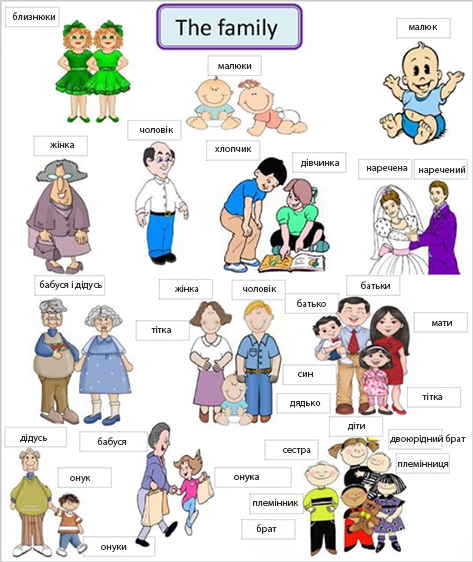 близнюки
The family
малюк
малюки
чоловік
жінка
хлопчик
дівчинка
наречена
наречений
бабуся і дідусь
жінка
чоловік
батьки
батько
тітка
мати
син
дядько
тітка
діти
дідусь
бабуся
сестра
двоюрідний брат
племінниця
онук
онука
племінник
брат
онуки